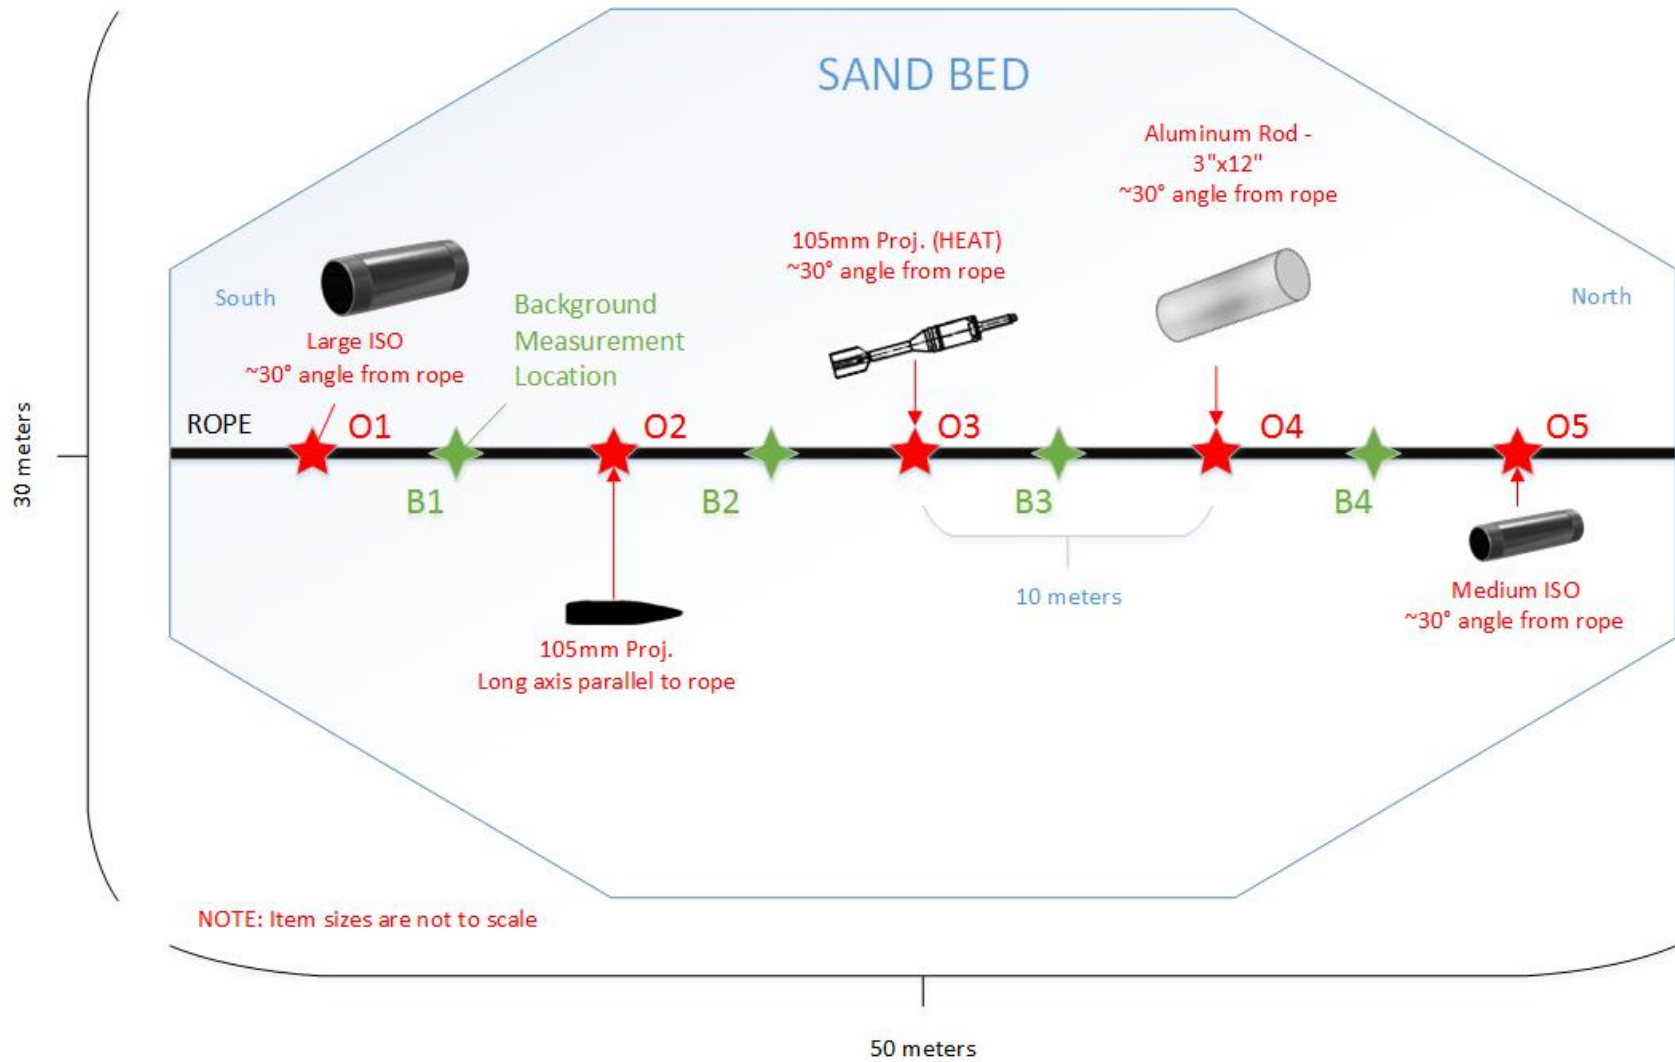 SAND BED
Aluminum Rod -
3"x12"
~30° angle from rope
105mm Proj. (HEAT)
~30° angle from rope
South
North
Background
Measurement
Location
Large ISO
~30° angle from rope
ROPE
O1
O2
O3
O4
O5
B1
B2
B3
B4
30 meters
10 meters
Medium ISO
~30° angle from rope
105mm Proj.
Long axis parallel to rope
NOTE: Item sizes are not to scale
50 meters